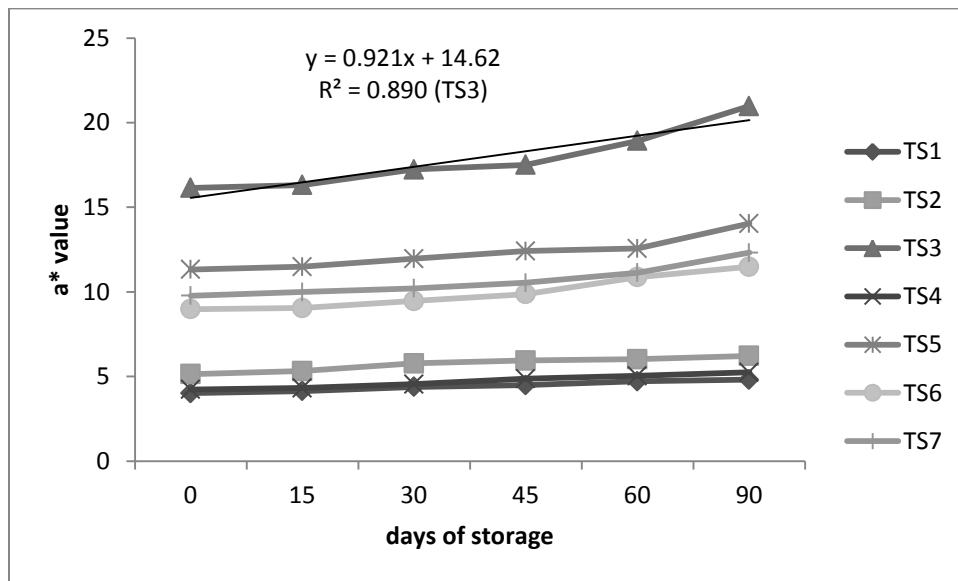 y = 0.921x + 14.62
R² = 0.890 (TS3)
25
20
15
10
5
0
a* value
0 15 30 45 60 90
days of storage
TS1
TS2
TS3
TS4
TS5
TS6
TS7